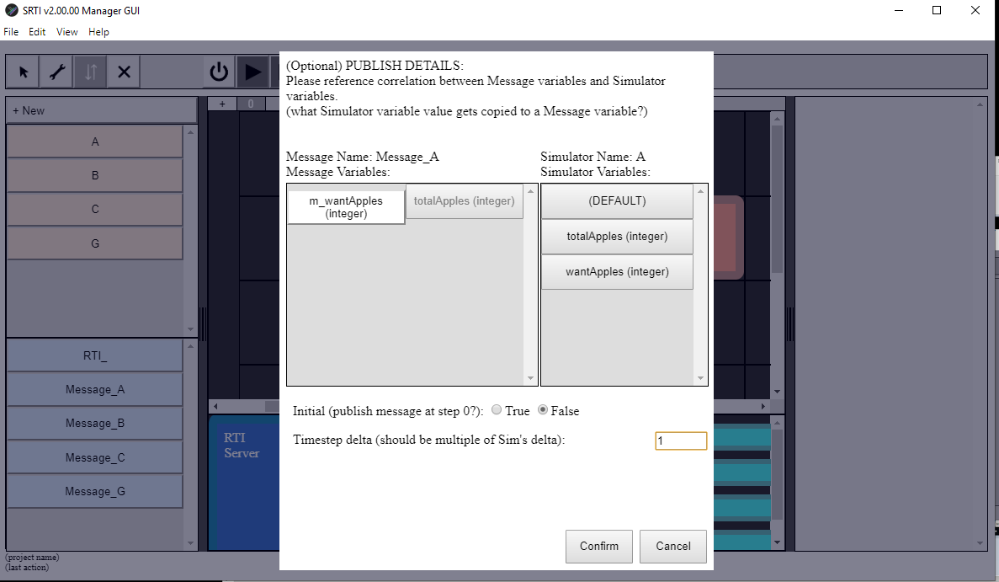 SRTI v2.00.00 Manager GUI
File Edit View Help
(Optional) PUBLISH DETAILS:
Please reference correlation between Message variables and Simulator
variables.
(what Simulator variable value gets copied to a Message variable?)
+ New
+ 0
A
B
C
G
Message Name: Message_A
Message Variables:
m_wantApples
(integer)
totalApples (integer)
Simulator Name: A
Simulator Variables:
(DEFAULT)
totalApples (integer)
wantApples (integer)
RTI_
Message_A
Message_B
Message_C
Message_G
RTI
Server
Initial (publish message at step 0?): True False
Timestep delta (should be multiple of Sim's delta): 1
Confirm Cancel
(project name)
(last action)